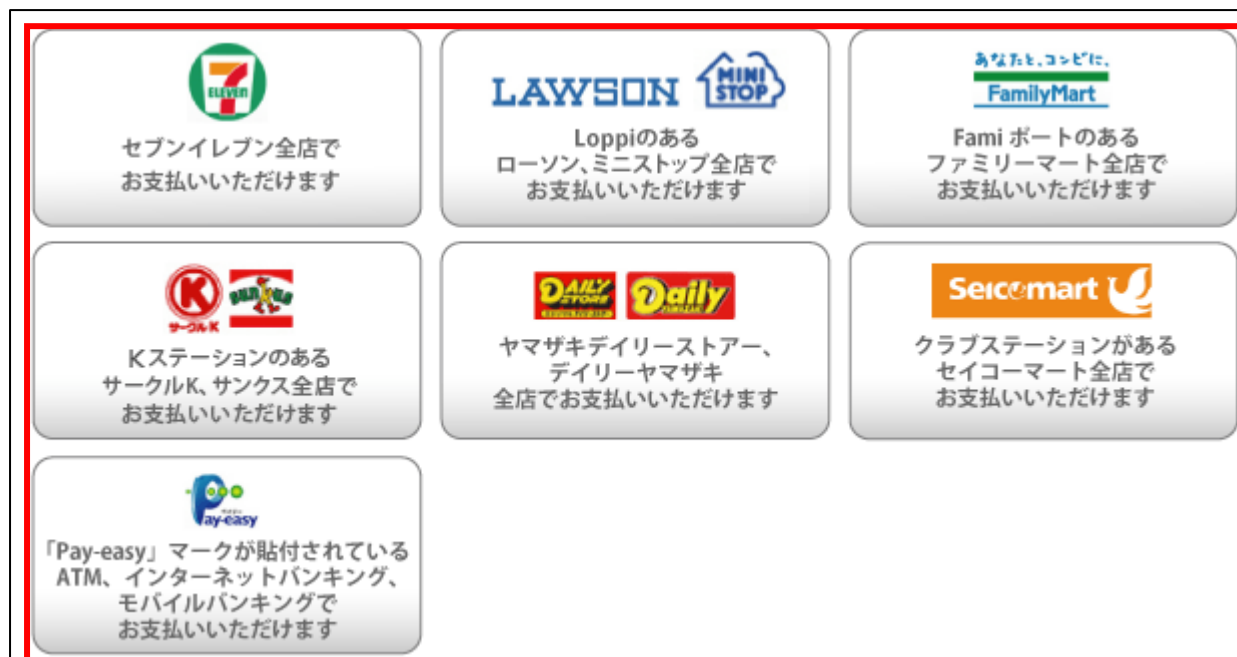 7
ELEVEN
セブンイレブン全店で
お支払いいただけます
LAWSON
MINI
STOP
Loppiのある
ローソン、ミニストップ全店で
お支払いいただけます
あなたと、コンビに、
FamilyMart
Fami ポートのある
ファミリーマート全店で
お支払いいただけます
K
サークルK
sunkus
Kステーションのある
サークルK、サンクス全店で
お支払いいただけます
DAILY
STORE
Daily
ヤマザキデイリーストアー、
デイリーヤマザキ
全店でお支払いいただけます
Seicomart
クラブステーションがある
セイコーマート全店で
お支払いいただけます
Pay-easy
「Pay-easy」マークが貼付されている
ATM、インターネットバンキング、
モバイルバンキングで
お支払いいただけます